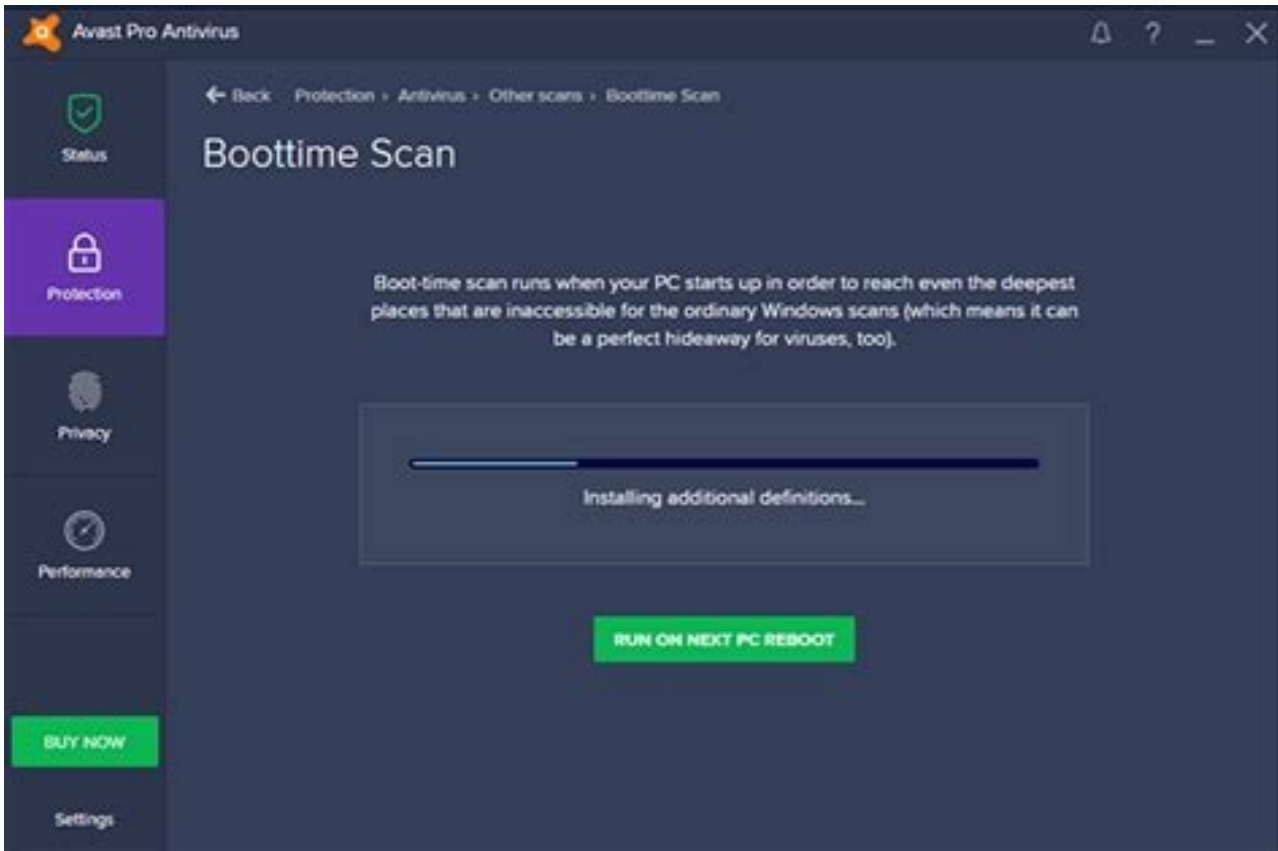 Avast Pro Antivirus
?
Back Protection › Antivirus › Other scans › Boottime Scan
Boottime Scan
Status
Protection
Privacy
Performance
BUY NOW
Settings
Boot-time scan runs when your PC starts up in order to reach even the deepest
places that are inaccessible for the ordinary Windows scans (which means it can
be a perfect hideaway for viruses, too).
Installing additional definitions...
RUN ON NEXT PC REBOOT